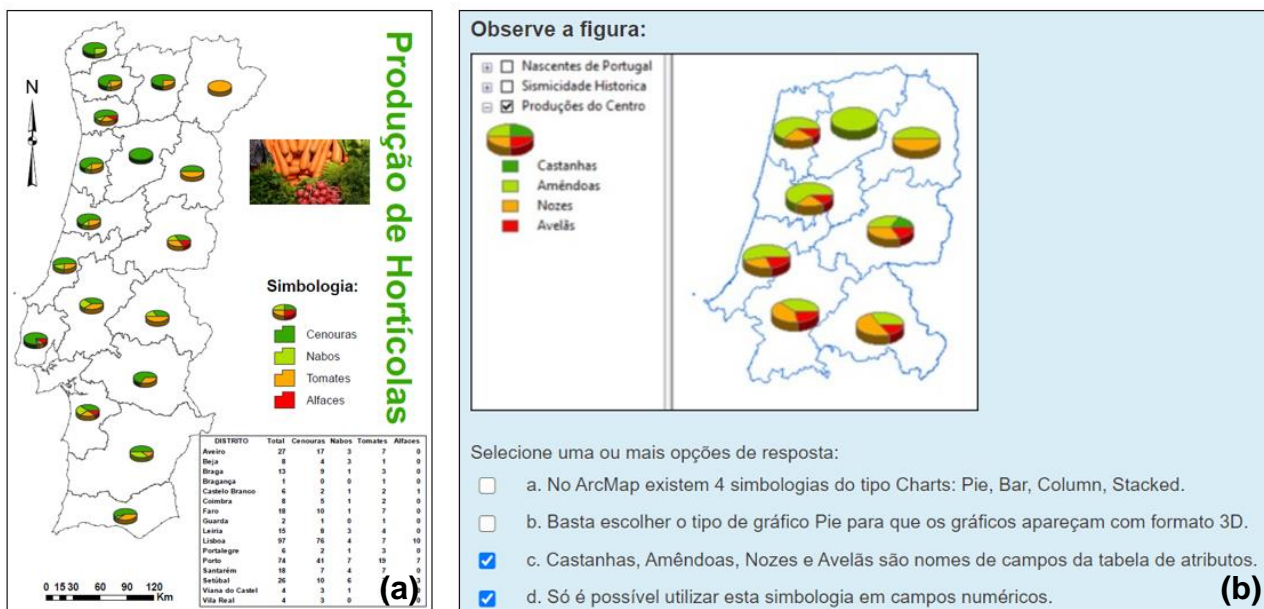 Produção de Hortícolas
N
Simbologia:
Cenouras
Nabos
Tomates
Alfaces
DISTRITO Total Cenouras Nabos Tomates Alfaces
Aveiro 27 17 3 7 0
Beja 8 4 3 1 0
Braga 13 9 1 3 0
Bragança 1 0 0 1 0
Castelo Branco 6 2 1 2 1
Coimbra 8 5 1 2 0
Faro 18 10 1 7 0
Guarda 2 1 0 1 0
Leiria 15 8 3 4 0
Lisboa 97 76 4 7 10
Portalegre 6 2 1 3 0
Porto 74 41 7 19 7
Santarém 18 7 4 7 0
Setúbal 26 10 6 3
Viana do Castel 4 3 1
Vila Real 4 3 0
0 15 30 60 90 120
Km
(a)
Observe a figura:
Nascentes de Portugal
Sismicidade Historica
Produções do Centro
Castanhas
Amêndoas
Nozes
Avelãs
Selecione uma ou mais opções de resposta:
a. No ArcMap existem 4 simbologias do tipo Charts: Pie, Bar, Column, Stacked.
b. Basta escolher o tipo de gráfico Pie para que os gráficos apareçam com formato 3D.
c. Castanhas, Amêndoas, Nozes e Avelãs são nomes de campos da tabela de atributos.
d. Só é possível utilizar esta simbologia em campos numéricos.
(b)